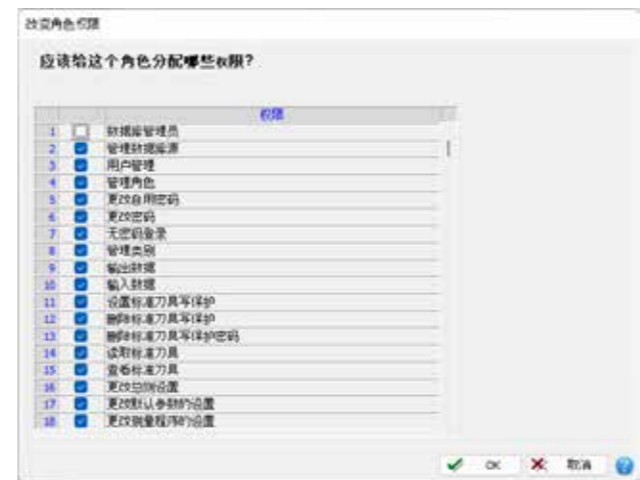 改变角色权限
应该给这个角色分配哪些权限?
权限
1 数据库管理员
2 管理数据库源
3 用户管理
4 管理角色
5 更改自用密码
6 更改密码
7 无密码登录
8 管理类别
9 输出数据
10 输入数据
11 设置标准刀具写保护
12 删除标准刀具写保护
13 删除标准刀具写保护密码
14 读取标准刀具
15 查看标准刀具
16 更改总则设置
17 更改默认参数的设置
18 更改测量程序的设置
OK 取消